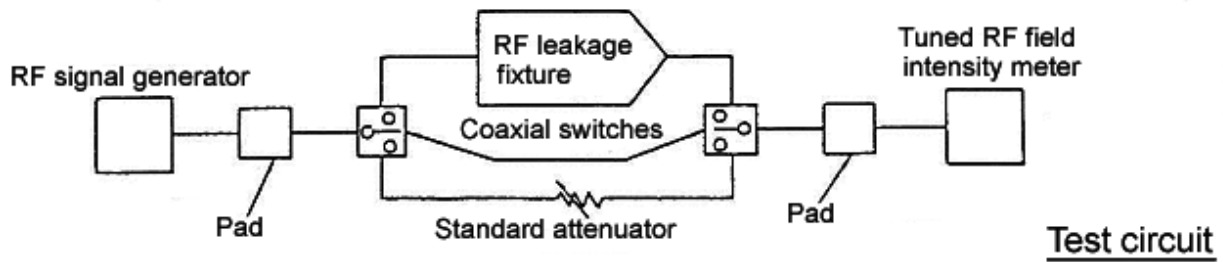 RF signal generator
RF leakage
fixture
Tuned RF field
intensity meter
Coaxial switches
Pad
Standard attenuator
Pad
Test circuit